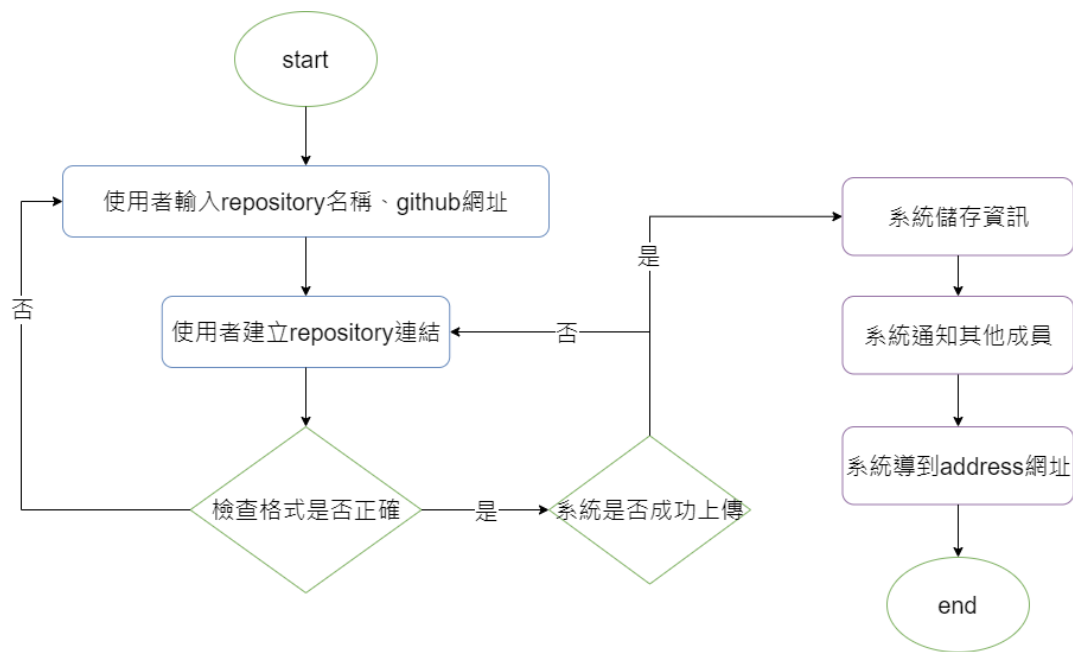 start
使用者輸入repository名稱、github網址
使用者建立repository連結
檢查格式是否正確
否
是
系統是否成功上傳
否
是
系統儲存資訊
系統通知其他成員
系統導到address網址
end